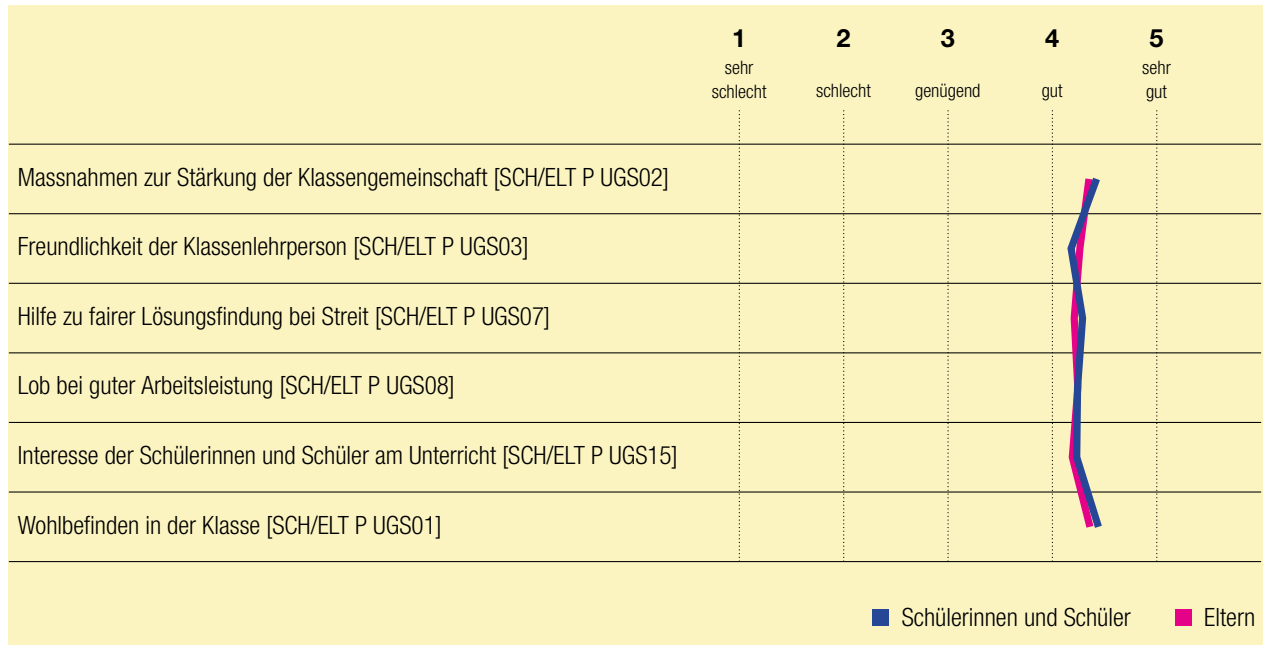 1 2 3 4 5
sehr schlecht schlecht genügend gut sehr gut
Massnahmen zur Stärkung der Klassengemeinschaft [SCH/ELT P UGS02]
Freundlichkeit der Klassenlehrperson [SCH/ELT P UGS03]
Hilfe zu fairer Lösungsfindung bei Streit [SCH/ELT P UGS07]
Lob bei guter Arbeitsleistung [SCH/ELT P UGS08]
Interesse der Schülerinnen und Schüler am Unterricht [SCH/ELT P UGS15]
Wohlbefinden in der Klasse [SCH/ELT P UGS01]
Schülerinnen und Schüler Eltern